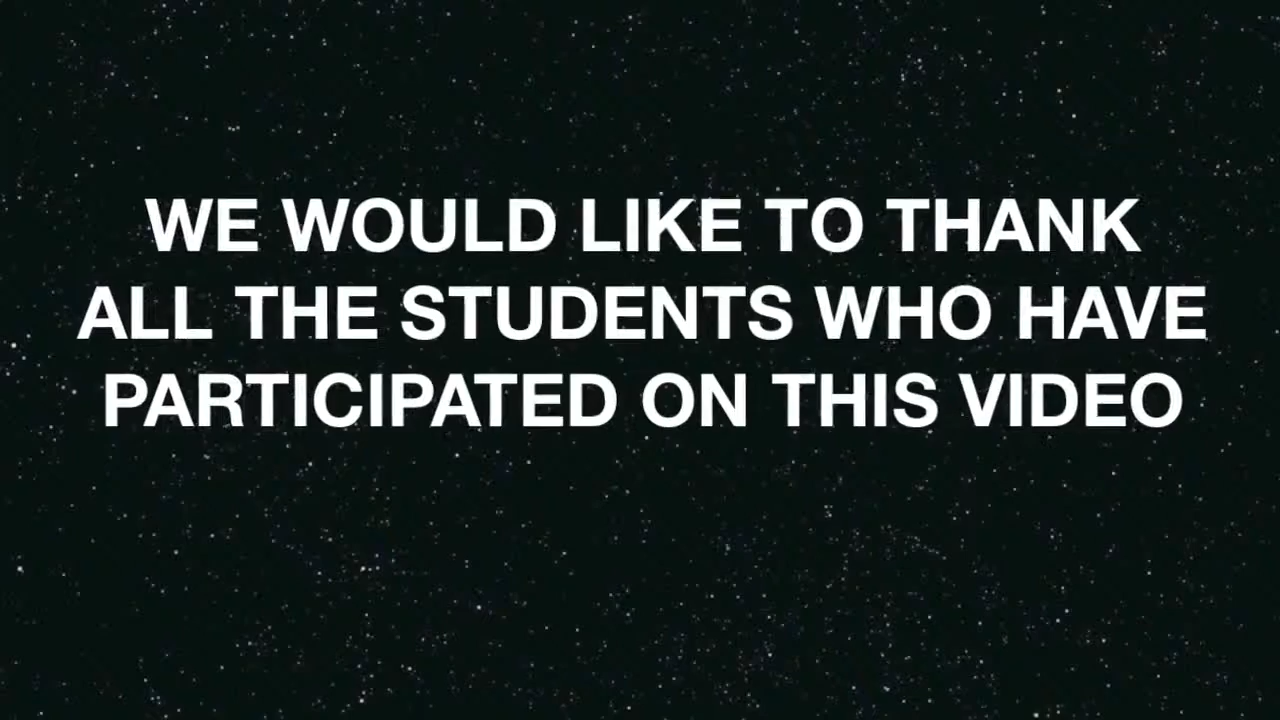 WE WOULD LIKE TO THANK
ALL THE STUDENTS WHO HAVE
PARTICIPATED ON THIS VIDEO